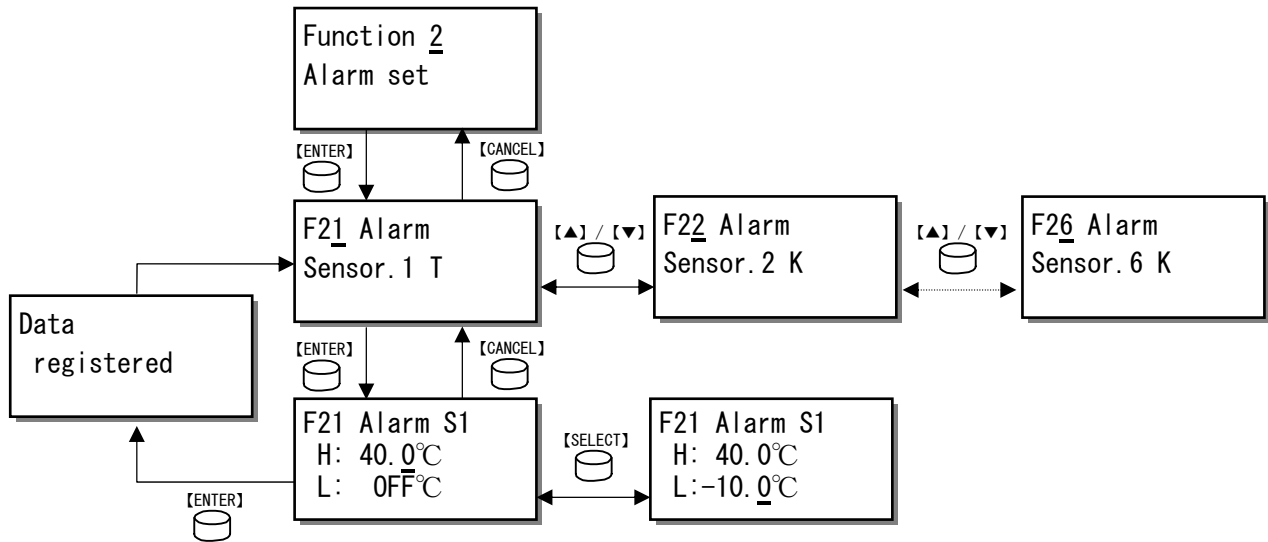 Function 2
Alarm set
【ENTER】
【CANCEL】
F21 Alarm
Sensor.1 T
【▲】/【▼】
F22 Alarm
Sensor.2 K
【▲】/【▼】
F26 Alarm
Sensor.6 K
Data
registered
【ENTER】
【CANCEL】
F21 Alarm S1
H: 40.0℃
L: OFF℃
【SELECT】
F21 Alarm S1
H: 40.0℃
L:-10.0℃
【ENTER】